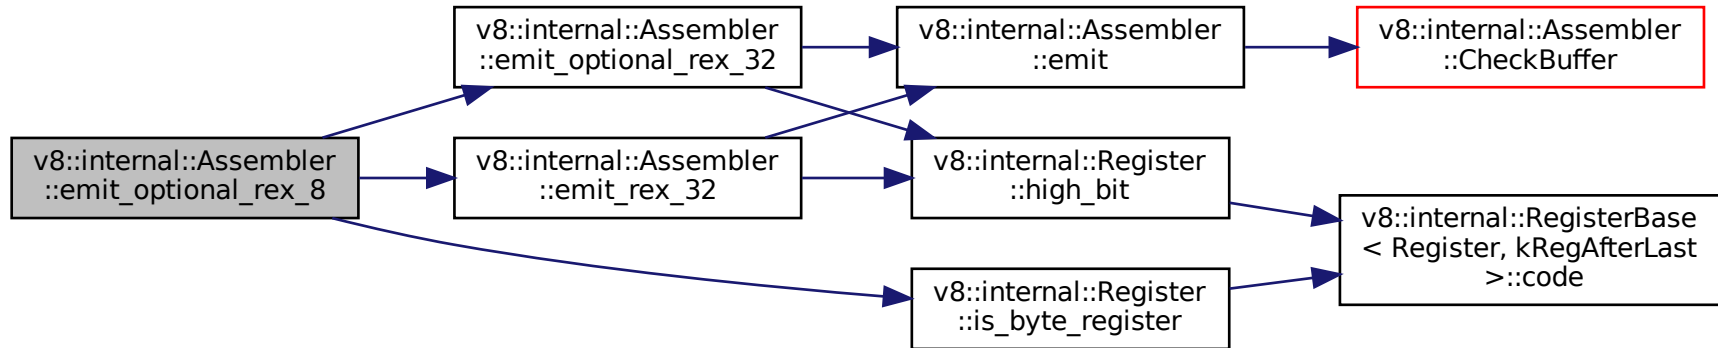 v8::internal::Assembler
::emit_optional_rex_8
v8::internal::Assembler
::emit_optional_rex_32
v8::internal::Assembler
::emit_rex_32
v8::internal::Assembler
::emit
v8::internal::Register
::high_bit
v8::internal::Register
::is_byte_register
v8::internal::Assembler
::CheckBuffer
v8::internal::RegisterBase
< Register, kRegAfterLast
>::code